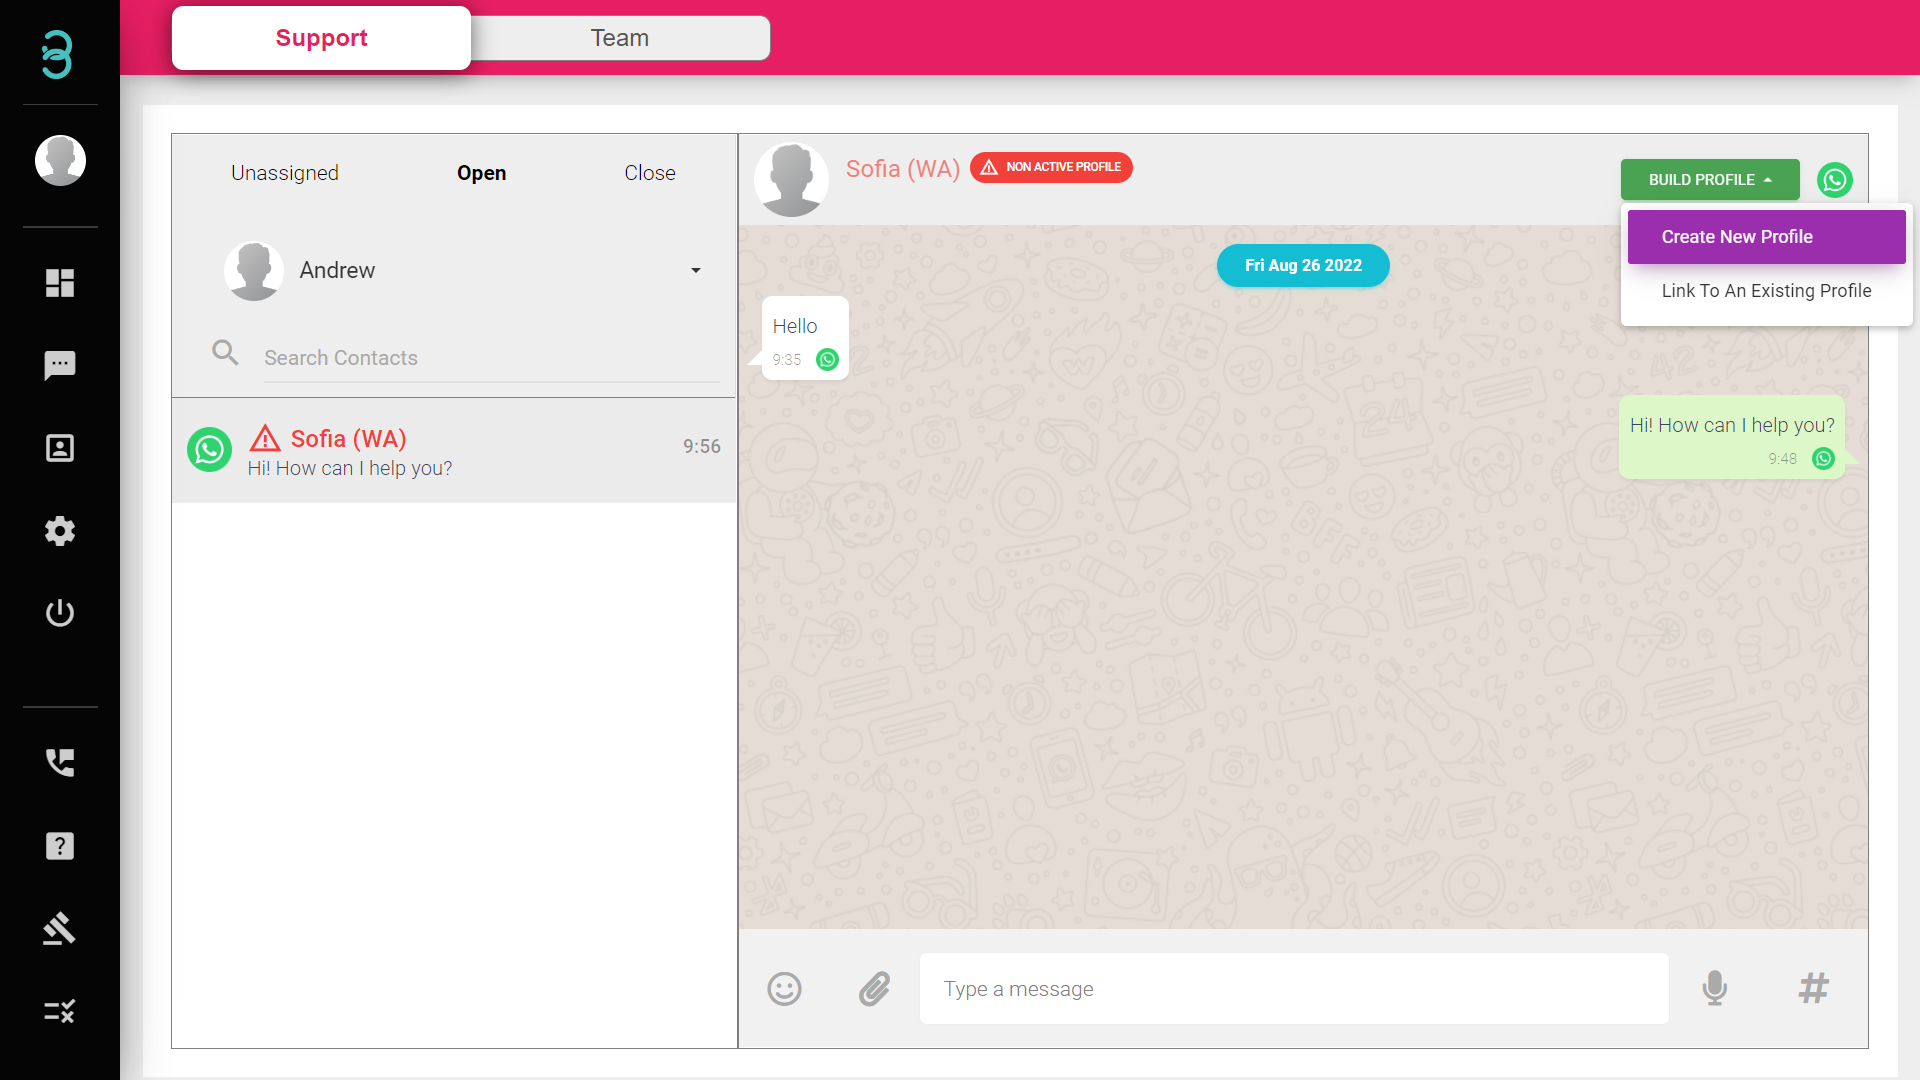 Support
Team
Unassigned
Open
Close
Andrew
Search Contacts
Sofia (WA)
9:56
Hi! How can I help you?
Sofia (WA)
NON ACTIVE PROFILE
BUILD PROFILE
Create New Profile
Link To An Existing Profile
Fri Aug 26 2022
Hello
9:35
Hi! How can I help you?
9:48
Type a message